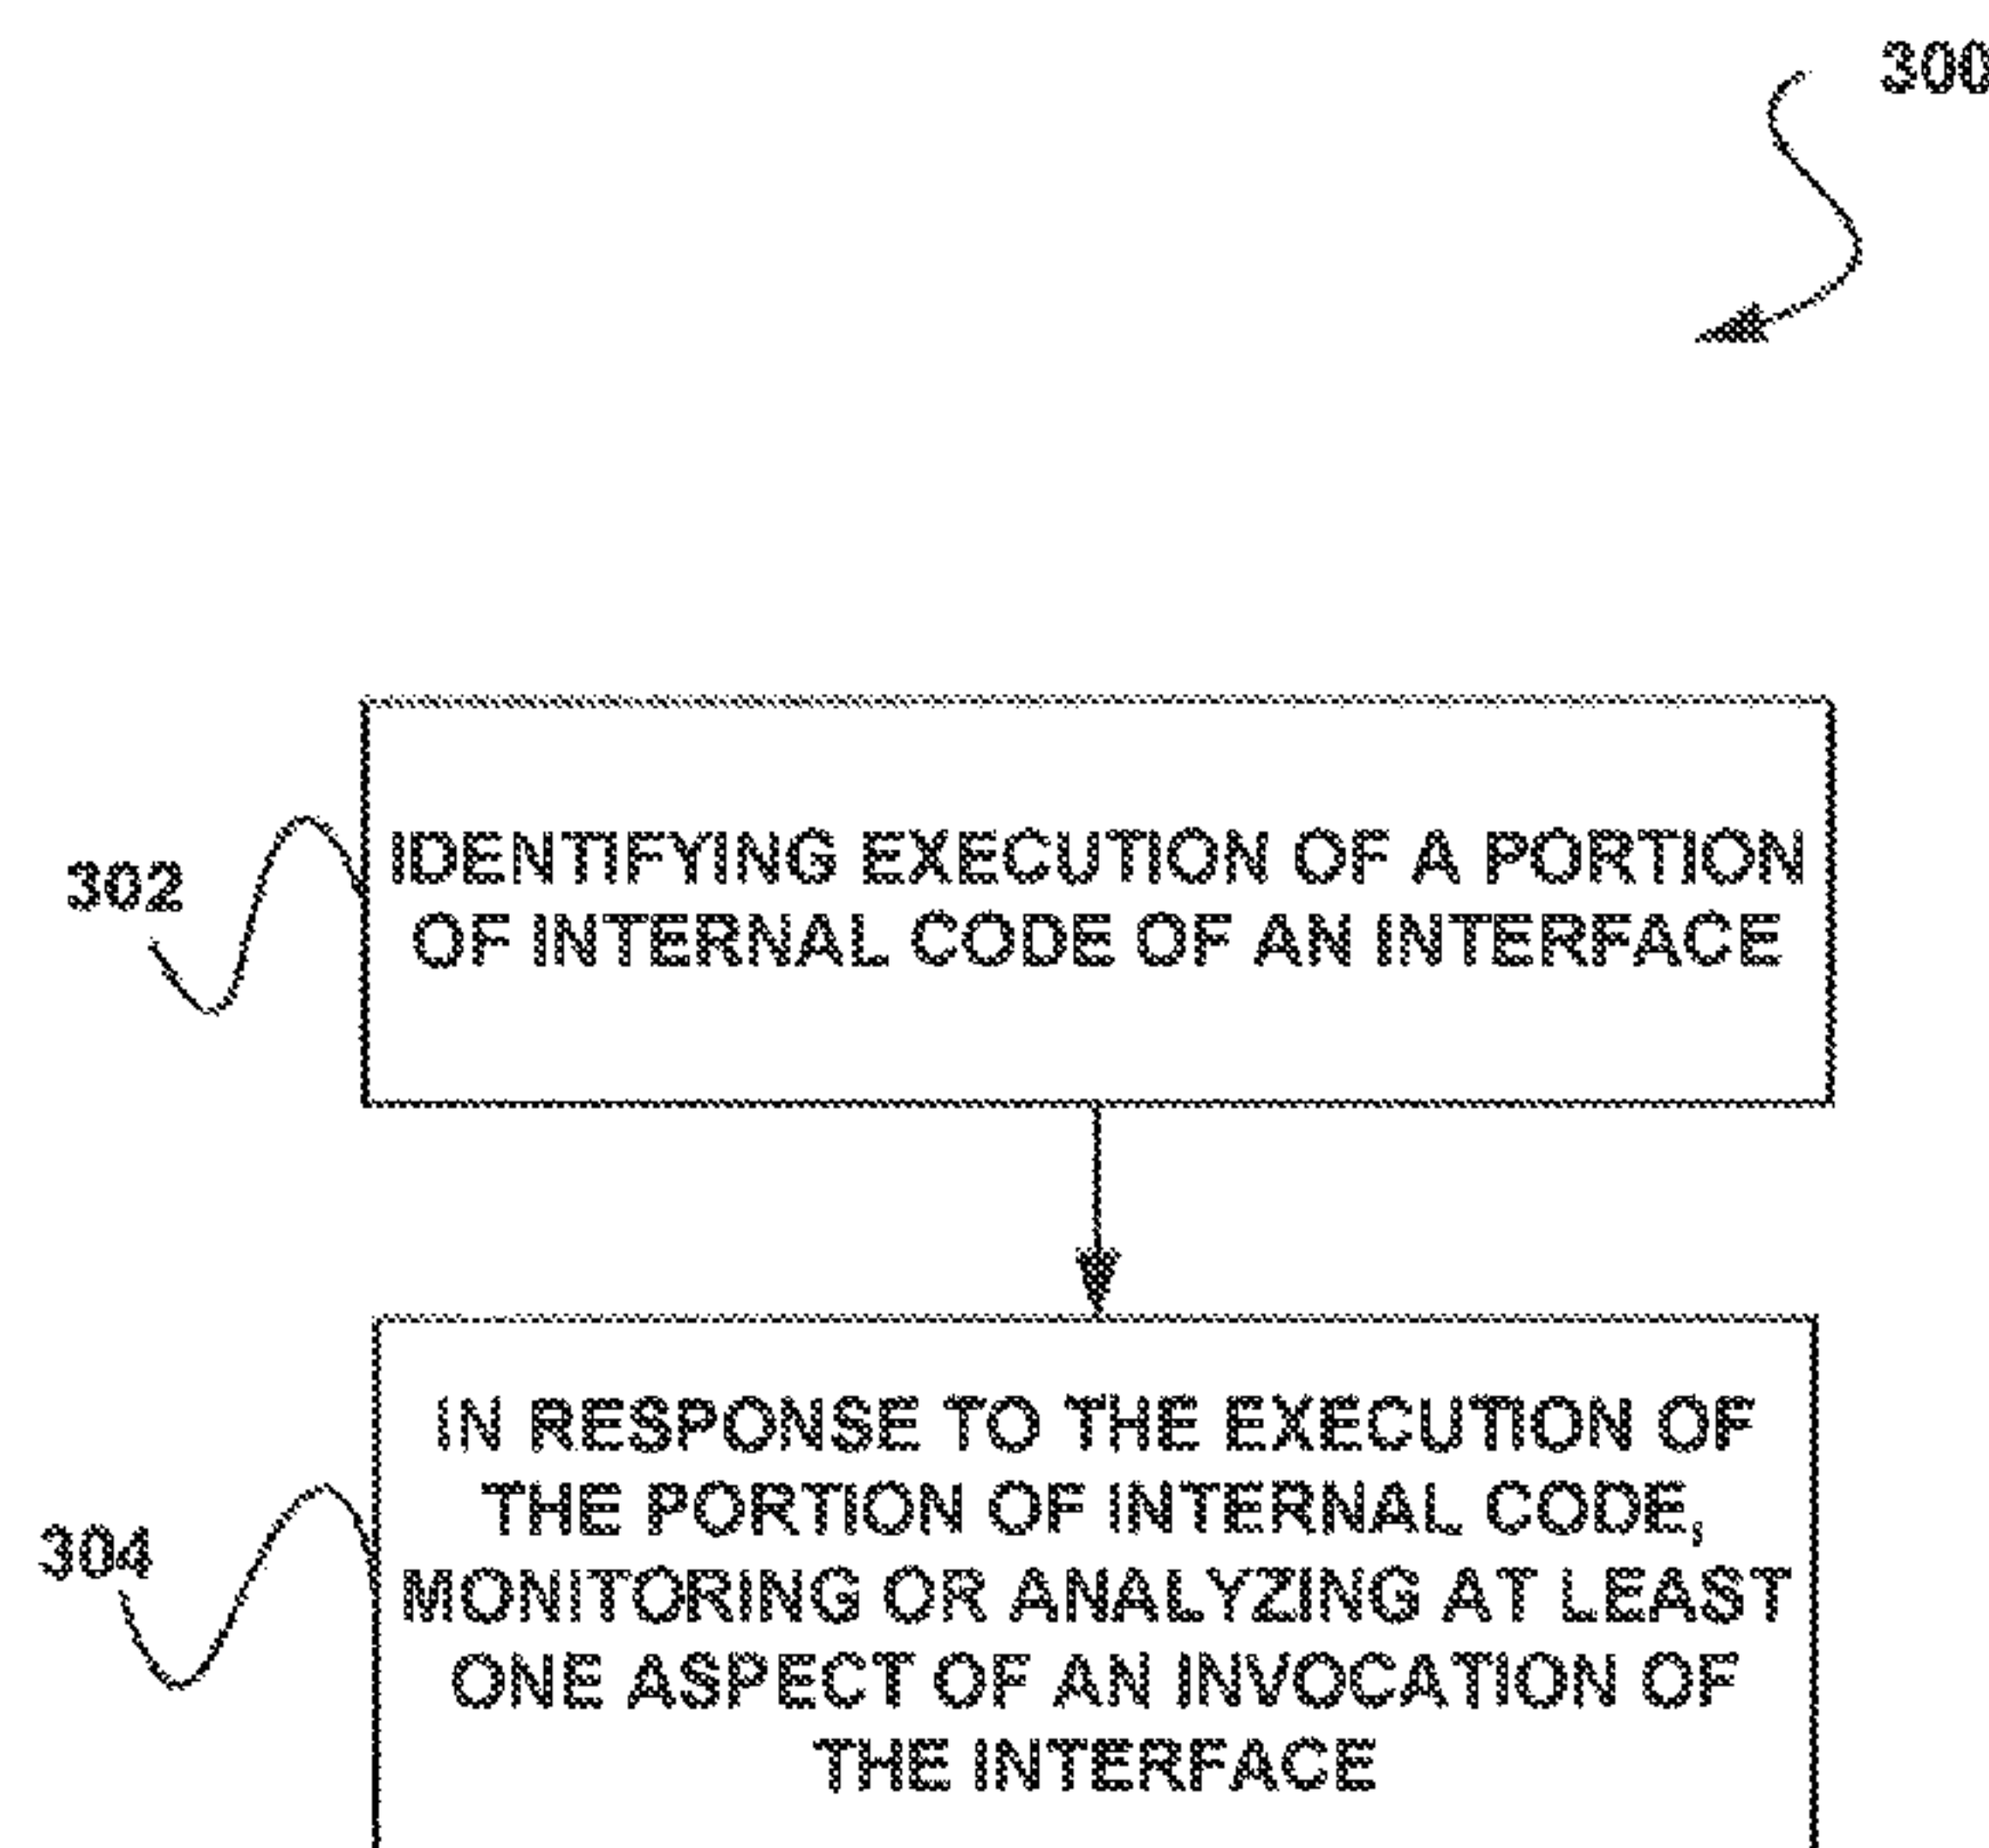 300
302
IDENTIFYING EXECUTION OF A PORTION
OF INTERNAL CODE OF AN INTERFACE
304
IN RESPONSE TO THE EXECUTION OF
THE PORTION OF INTERNAL CODE,
MONITORING OR ANALYZING AT LEAST
ONE ASPECT OF AN INVOCATION OF
THE INTERFACE